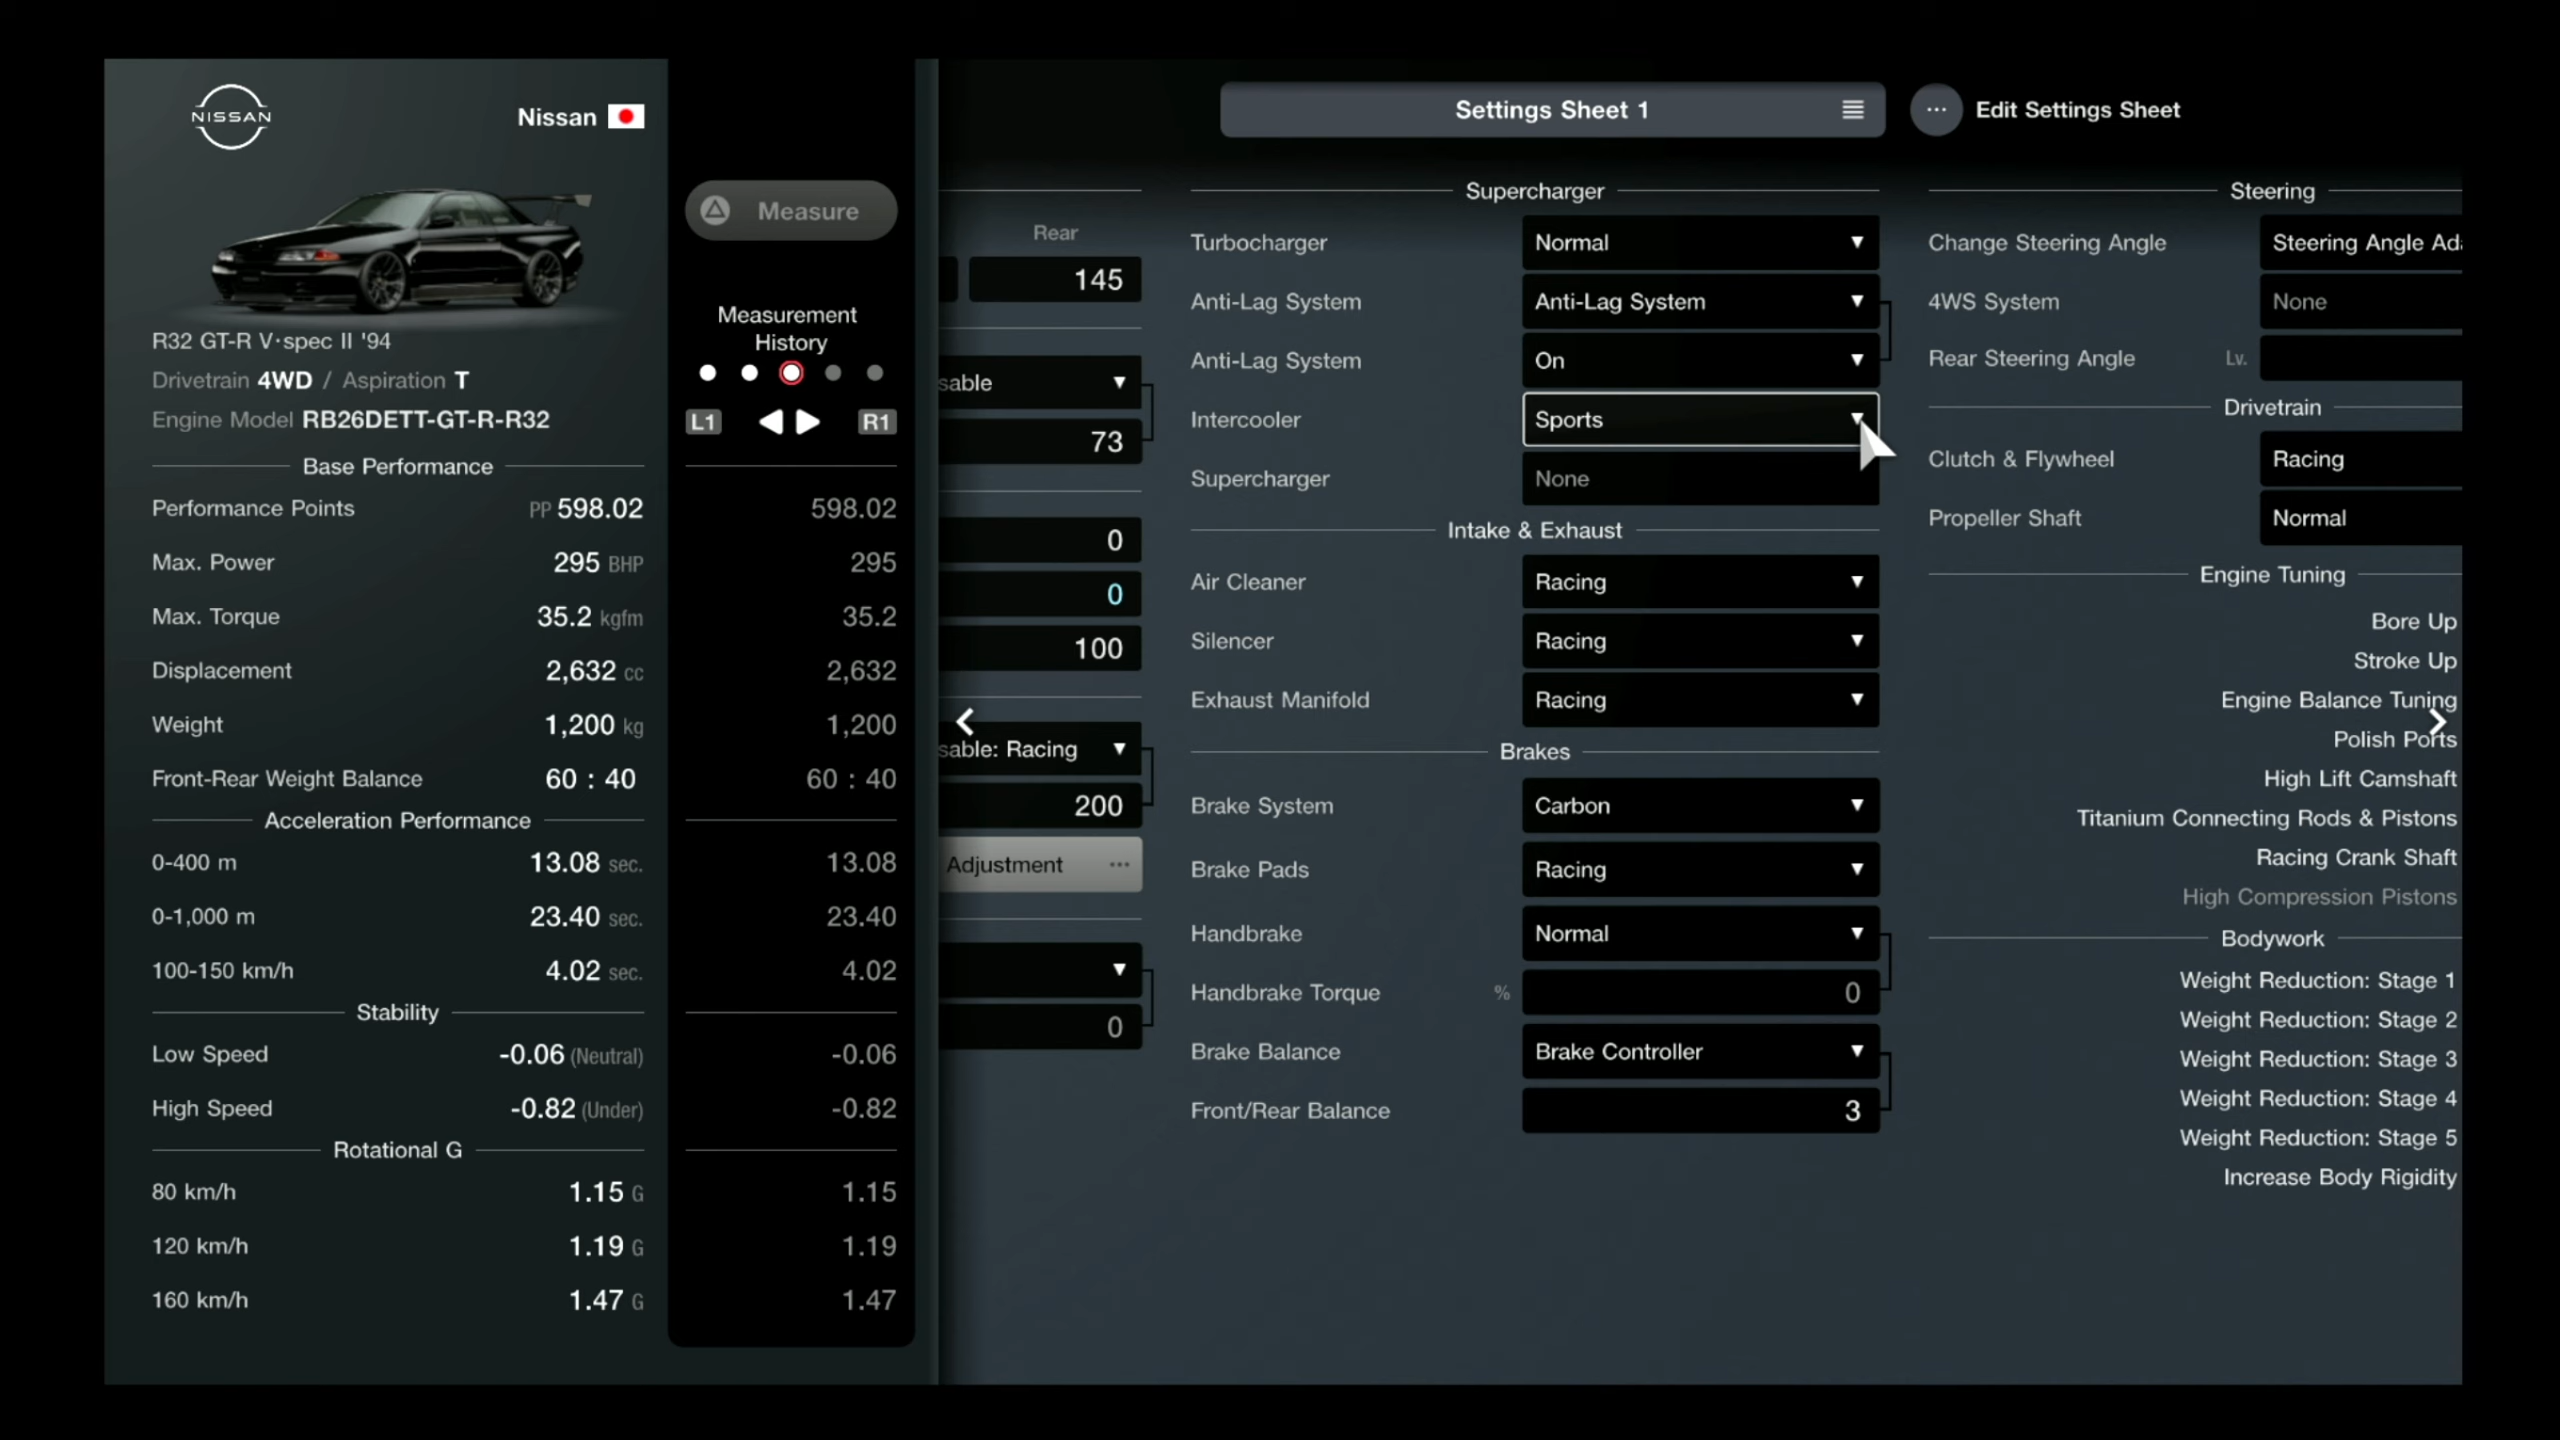 NISSAN
Nissan
R32 GT-R V·spec II '94
Drivetrain 4WD / Aspiration T
Engine Model RB26DETT-GT-R-R32
Base Performance
Performance Points PP 598.02
Max. Power 295 BHP
Max. Torque 35.2 kgfm
Displacement 2,632 cc
Weight 1,200 kg
Front-Rear Weight Balance 60 : 40
Acceleration Performance
0-400 m 13.08 sec.
0-1,000 m 23.40 sec.
100-150 km/h 4.02 sec.
Stability
Low Speed -0.06 (Neutral)
High Speed -0.82 (Under)
Rotational G
80 km/h 1.15 G
120 km/h 1.19 G
160 km/h 1.47 G
Measure
Measurement
History
L1 R1
598.02
295
35.2
2,632
1,200
60 : 40
13.08
23.40
4.02
-0.06
-0.82
1.15
1.19
1.47
Settings Sheet 1
Edit Settings Sheet
Rear
145
sable
73
0
0
100
sable: Racing
200
Adjustment ...
0
Supercharger
Turbocharger Normal
Anti-Lag System Anti-Lag System
Anti-Lag System On
Intercooler Sports
Supercharger None
Intake & Exhaust
Air Cleaner Racing
Silencer Racing
Exhaust Manifold Racing
Brakes
Brake System Carbon
Brake Pads Racing
Handbrake Normal
Handbrake Torque % 0
Brake Balance Brake Controller
Front/Rear Balance 3
Steering
Change Steering Angle Steering Angle Ad
4WS System None
Rear Steering Angle Lv.
Drivetrain
Clutch & Flywheel Racing
Propeller Shaft Normal
Engine Tuning
Bore Up
Stroke Up
Engine Balance Tuning
Polish Ports
High Lift Camshaft
Titanium Connecting Rods & Pistons
Racing Crank Shaft
High Compression Pistons
Bodywork
Weight Reduction: Stage 1
Weight Reduction: Stage 2
Weight Reduction: Stage 3
Weight Reduction: Stage 4
Weight Reduction: Stage 5
Increase Body Rigidity